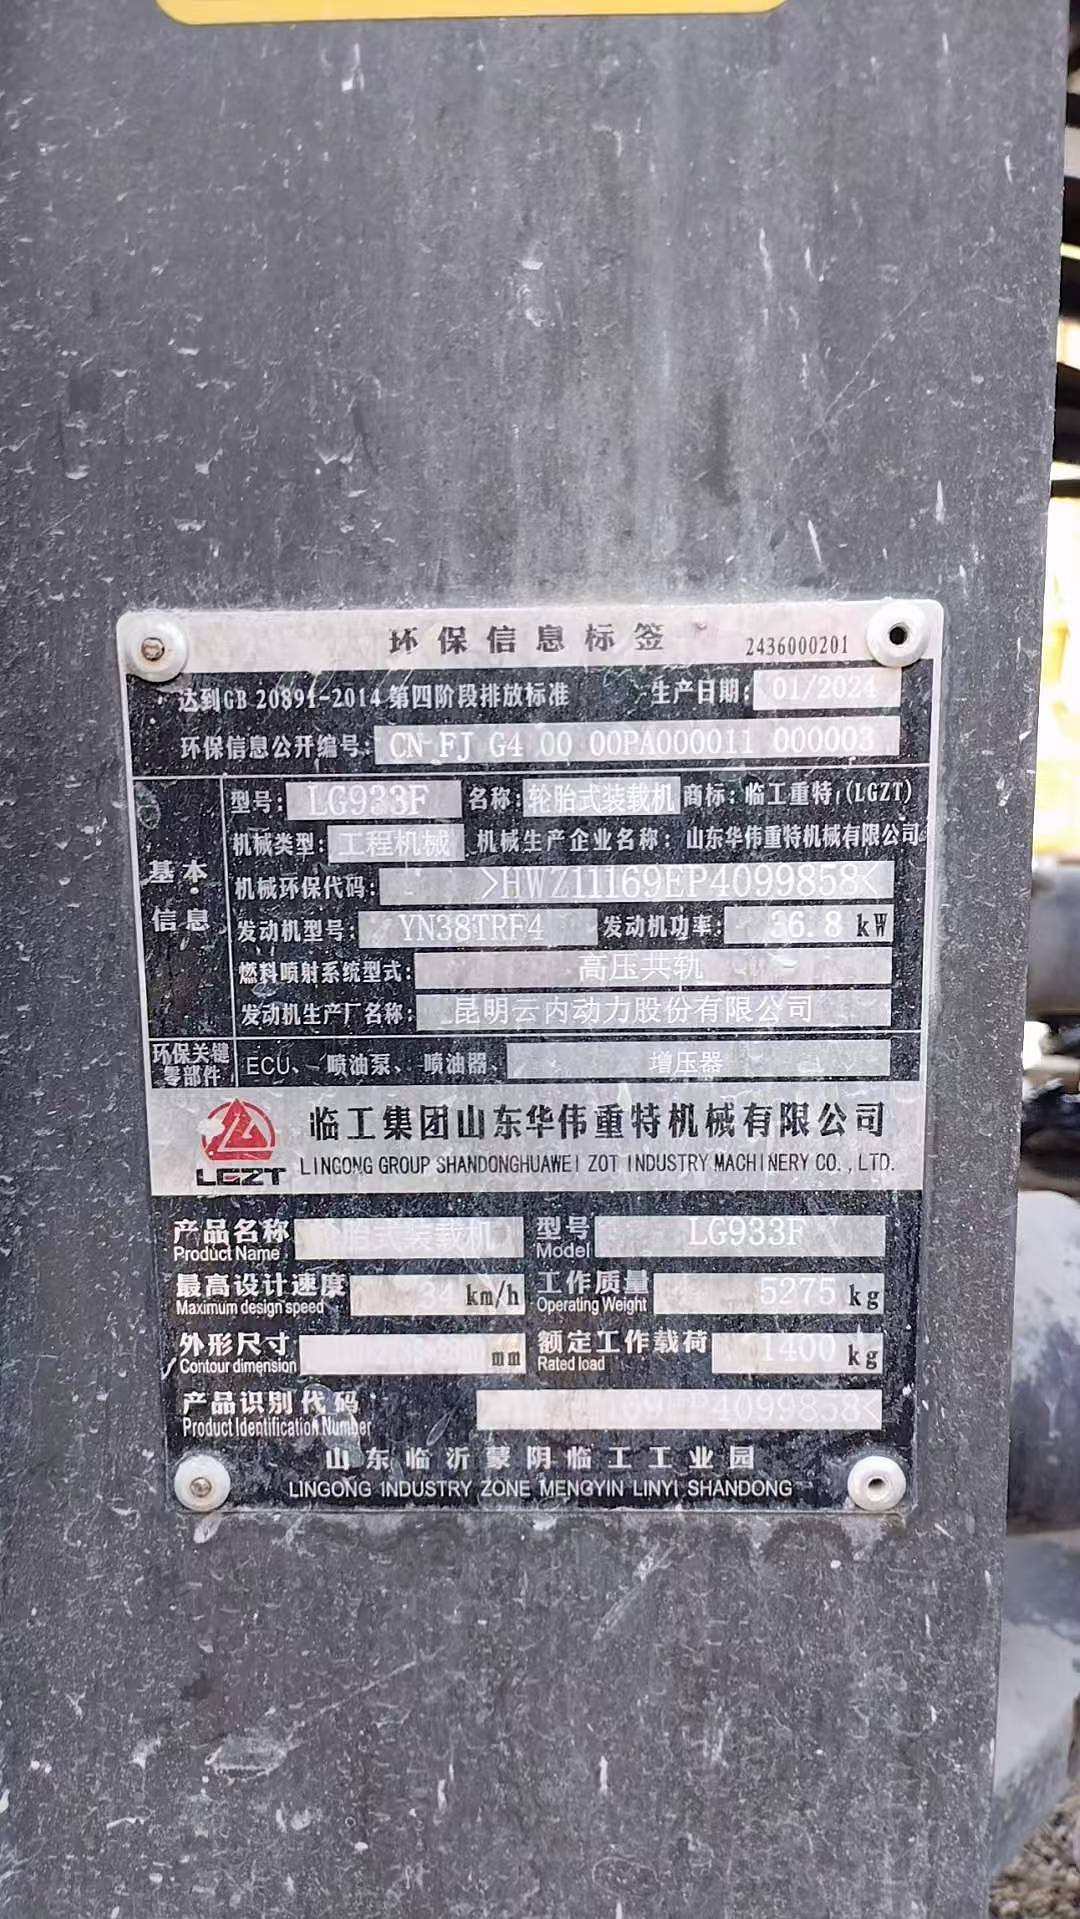 环保信息标签 2436000201
达到GB 20891-2014 第四阶段排放标准 生产日期: 01/2024
环保信息公开编号: CN FJ G4 00 00PA000011 000003
基本信息
型号: LG933F 名称: 轮胎式装载机 商标: 临工重特 (LGZT)
机械类型: 工程机械 机械生产企业名称: 山东华伟重特机械有限公司
机械环保代码: >HWZ11169EP4099858<
发动机型号: YN38TRF4 发动机功率: 36.8 kW
燃料喷射系统型式: 高压共轨
发动机生产厂名称: 昆明云内动力股份有限公司
环保关键零部件 ECU、 喷油泵、 喷油器、 增压器
LGZT 临工集团山东华伟重特机械有限公司
LINGONG GROUP SHANDONGHUAWEI ZOT INDUSTRY MACHINERY CO.,LTD.
产品名称 胎式装载机 型号 LG933F
Product Name Model
最高设计速度 34 km/h 工作质量 5275 kg
Maximum design speed Operating Weight
外形尺寸 mm 额定工作载荷 1400 kg
Contour dimension Rated load
产品识别代码 4099858<
Product Identification Number
山东临沂蒙阴临工工业园
LINGONG INDUSTRY ZONE MENGYIN LINYI SHANDONG